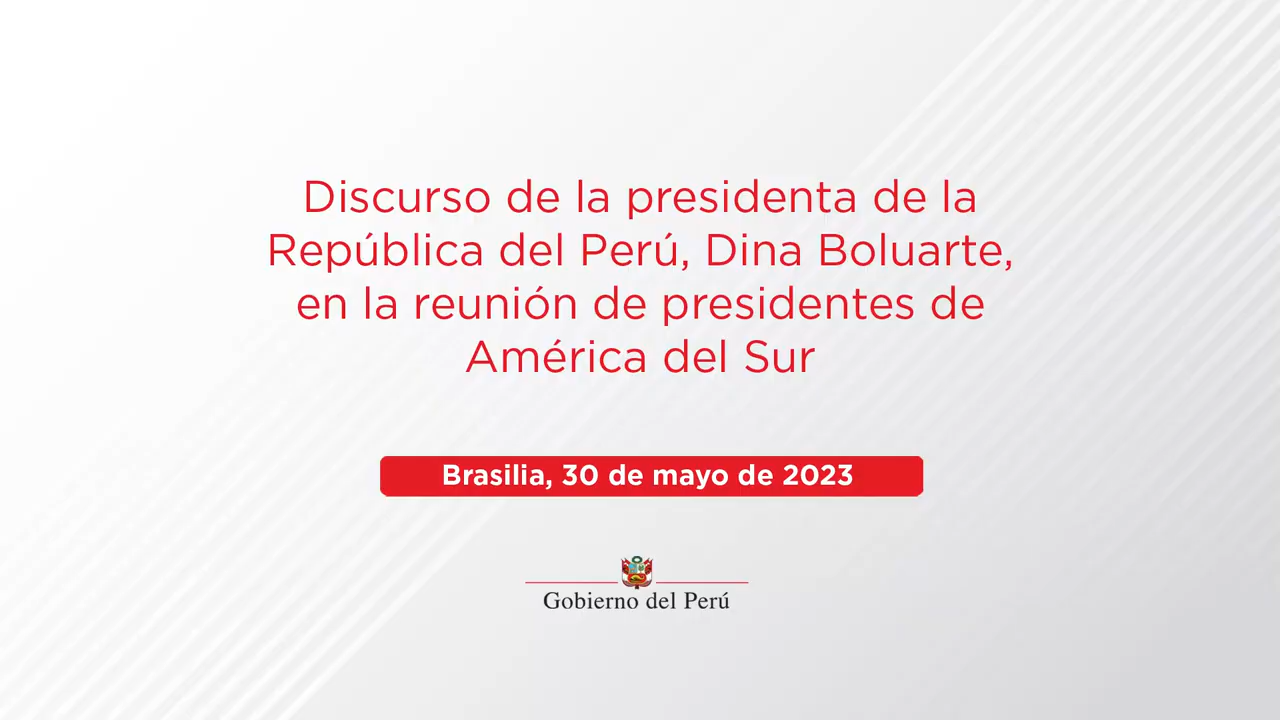 Discurso de la presidenta de la
República del Perú, Dina Boluarte,
en la reunión de presidentes de
América del Sur
Brasilia, 30 de mayo de 2023
Gobierno del Perú